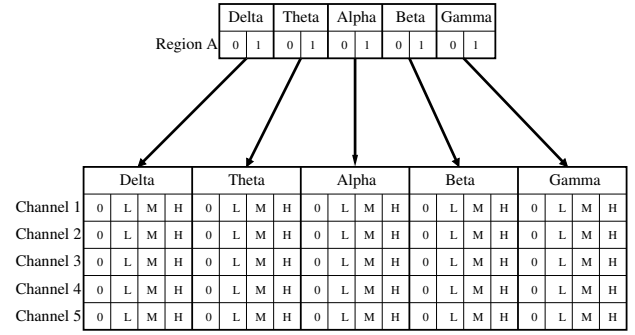 Delta Theta Alpha Beta Gamma
Region A 0 1 0 1 0 1 0 1 0 1
Delta Theta Alpha Beta Gamma
Channel 1 0 L M H 0 L M H 0 L M H 0 L M H 0 L M H
Channel 2 0 L M H 0 L M H 0 L M H 0 L M H 0 L M H
Channel 3 0 L M H 0 L M H 0 L M H 0 L M H 0 L M H
Channel 4 0 L M H 0 L M H 0 L M H 0 L M H 0 L M H
Channel 5 0 L M H 0 L M H 0 L M H 0 L M H 0 L M H